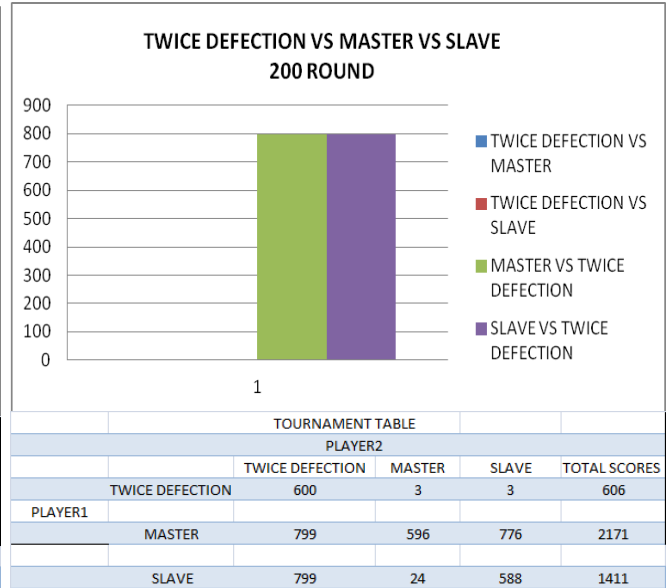 TWICE DEFECTION VS MASTER VS SLAVE
200 ROUND
900
800
700
600
500
400
300
200
100
0
1
TWICE DEFECTION VS
MASTER
TWICE DEFECTION VS
SLAVE
MASTER VS TWICE
DEFECTION
SLAVE VS TWICE
DEFECTION
TOURNAMENT TABLE
PLAYER2
TWICE DEFECTION MASTER SLAVE TOTAL SCORES
TWICE DEFECTION 600 3 3 606
PLAYER1
MASTER 799 596 776 2171
SLAVE 799 24 588 1411